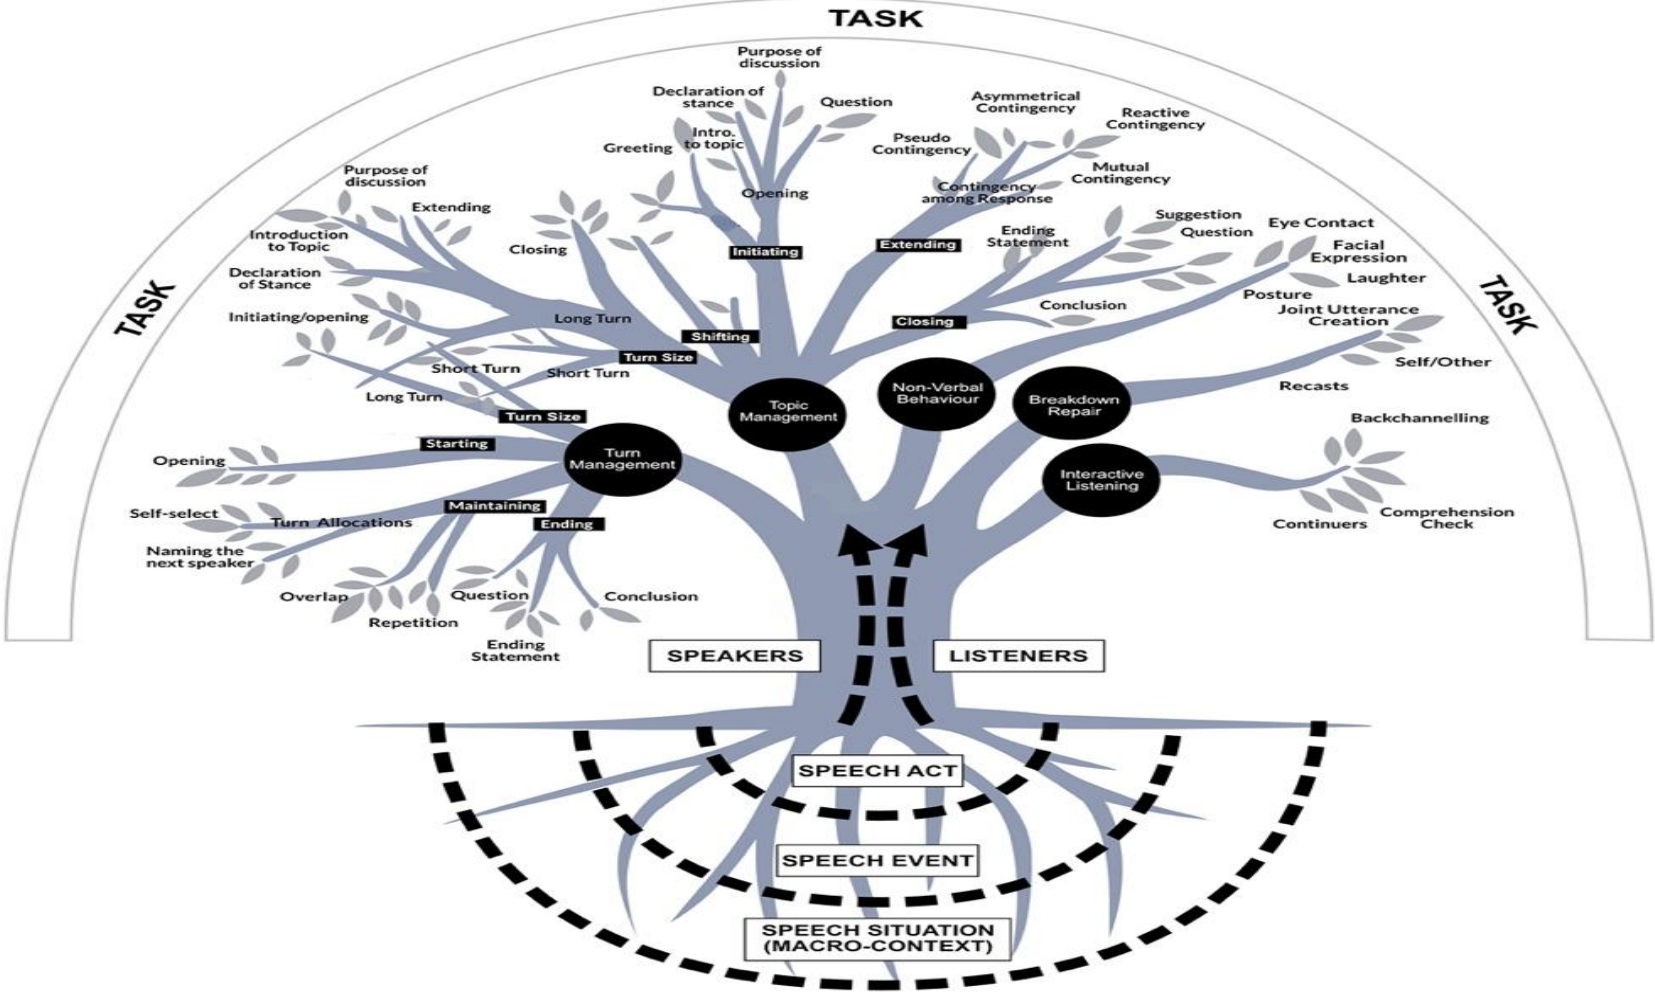 TASK
TASK
TASK
Purpose of
discussion
Declaration of
stance
Question
Intro.
to topic
Greeting
Opening
Initiating
Asymmetrical
Contingency
Reactive
Contingency
Pseudo
Contingency
Mutual
Contingency
Contingency
among Response
Extending
Purpose of
discussion
Extending
Introduction
to Topic
Declaration
of Stance
Initiating/opening
Closing
Long Turn
Shifting
Turn Size
Short Turn
Short Turn
Long Turn
Turn Size
Ending
Statement
Suggestion
Question
Conclusion
Closing
Eye Contact
Facial
Expression
Laughter
Posture
Joint Utterance
Creation
Self/Other
Recasts
Backchannelling
Comprehension
Check
Continuers
Topic
Management
Non-Verbal
Behaviour
Breakdown
Repair
Interactive
Listening
Turn
Management
Starting
Opening
Maintaining
Self-select
Turn Allocations
Naming the
next speaker
Ending
Overlap
Repetition
Question
Ending
Statement
Conclusion
SPEAKERS
LISTENERS
SPEECH ACT
SPEECH EVENT
SPEECH SITUATION
(MACRO-CONTEXT)